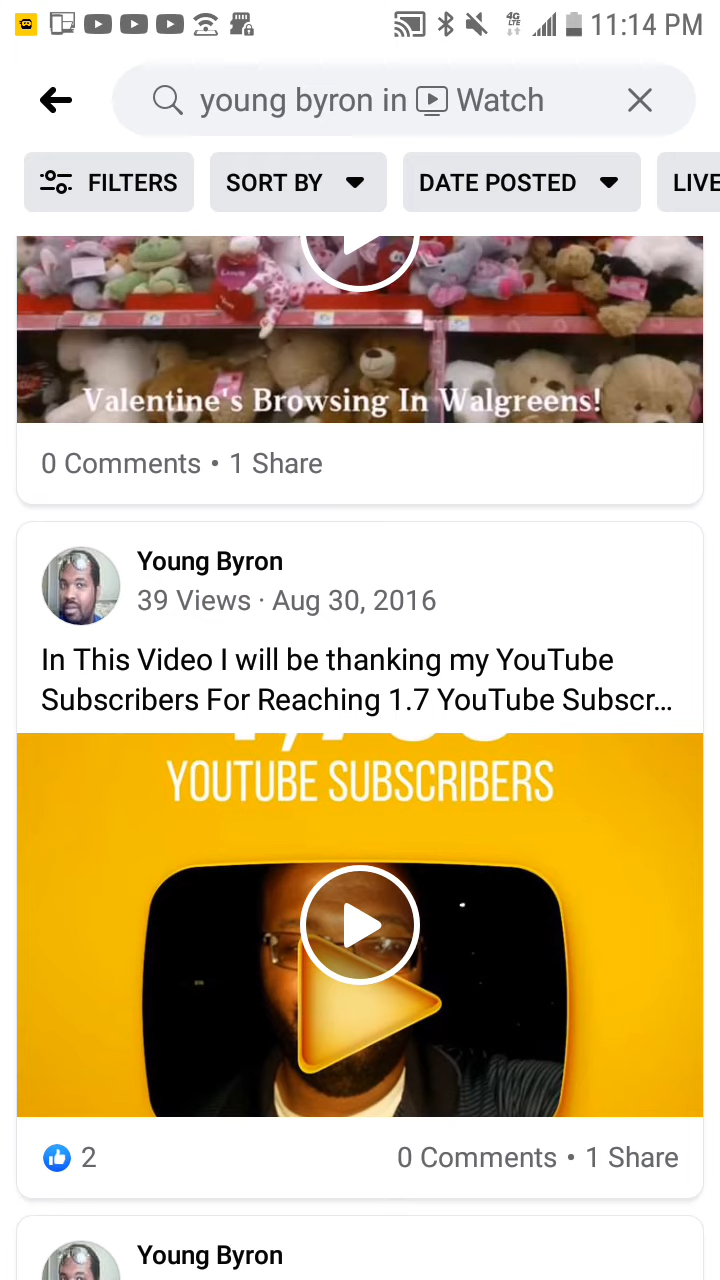 4G LTE 11:14 PM
young byron in Watch
FILTERS SORT BY DATE POSTED LIVE
Valentine's Browsing In Walgreens!
0 Comments • 1 Share
Young Byron
39 Views · Aug 30, 2016
In This Video I will be thanking my YouTube
Subscribers For Reaching 1.7 YouTube Subscr...
YOUTUBE SUBSCRIBERS
2 0 Comments • 1 Share
Young Byron